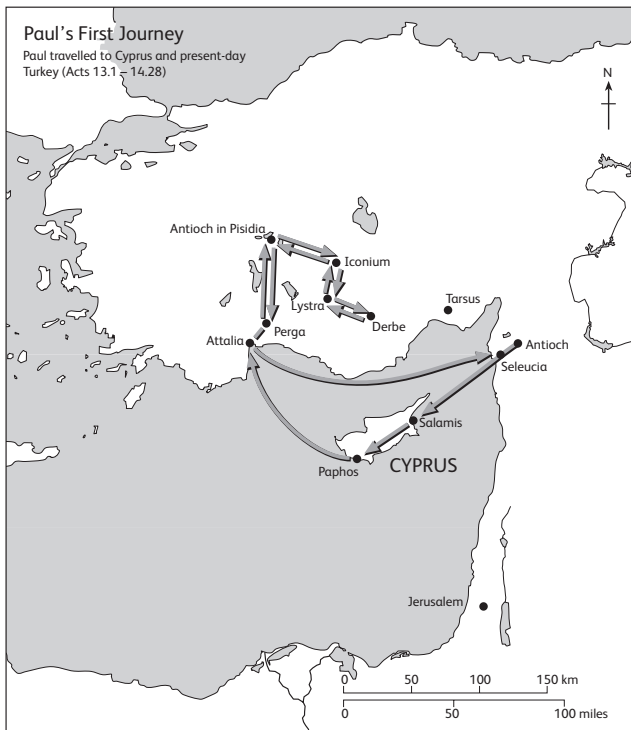 Paul's First Journey
Paul travelled to Cyprus and present-day
Turkey (Acts 13.1 – 14.28)
N
Antioch in Pisidia
Iconium
Lystra
Derbe
Tarsus
Perga
Attalia
Antioch
Seleucia
Salamis
Paphos
CYPRUS
Jerusalem
0 50 100 150 km
0 50 100 miles